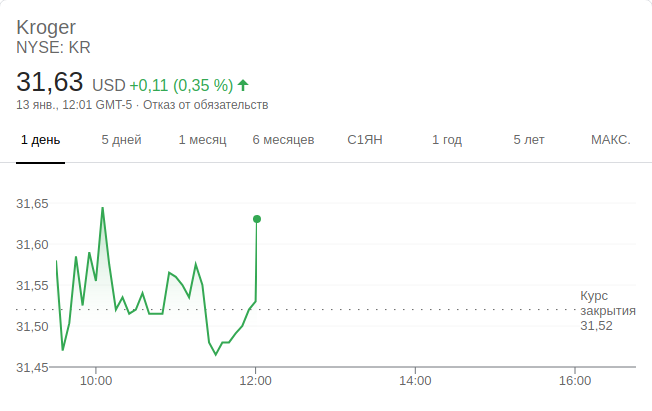 Kroger
NYSE: KR
31,63 USD +0,11 (0,35 %)
13 янв., 12:01 GMT-5 · Отказ от обязательств
1 день 5 дней 1 месяц 6 месяцев С1ЯН 1 год 5 лет МАКС.
31,65
31,60
31,55
31,50
31,45
Курс
закрытия
31,52
10:00 12:00 14:00 16:00